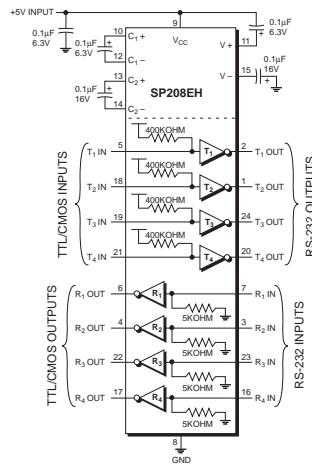 +5V INPUT
0.1µF
6.3V
0.1µF
6.3V
10
C1+
12
C1−
0.1µF
16V
13
C2+
14
C2−
9
VCC
SP208EH
V+
11
0.1µF
6.3V
V−
15
0.1µF
16V
TTL/CMOS INPUTS
T1 IN
5
400KOHM
T1
2
T1 OUT
T2 IN
18
400KOHM
T2
1
T2 OUT
T3 IN
19
400KOHM
T3
24
T3 OUT
T4 IN
21
400KOHM
T4
20
T4 OUT
RS-232 OUTPUTS
TTL/CMOS OUTPUTS
R1 OUT
6
R1
7
R1 IN
5KOHM
R2 OUT
4
R2
3
R2 IN
5KOHM
R3 OUT
22
R3
23
R3 IN
5KOHM
R4 OUT
17
R4
16
R4 IN
5KOHM
RS-232 INPUTS
8
GND